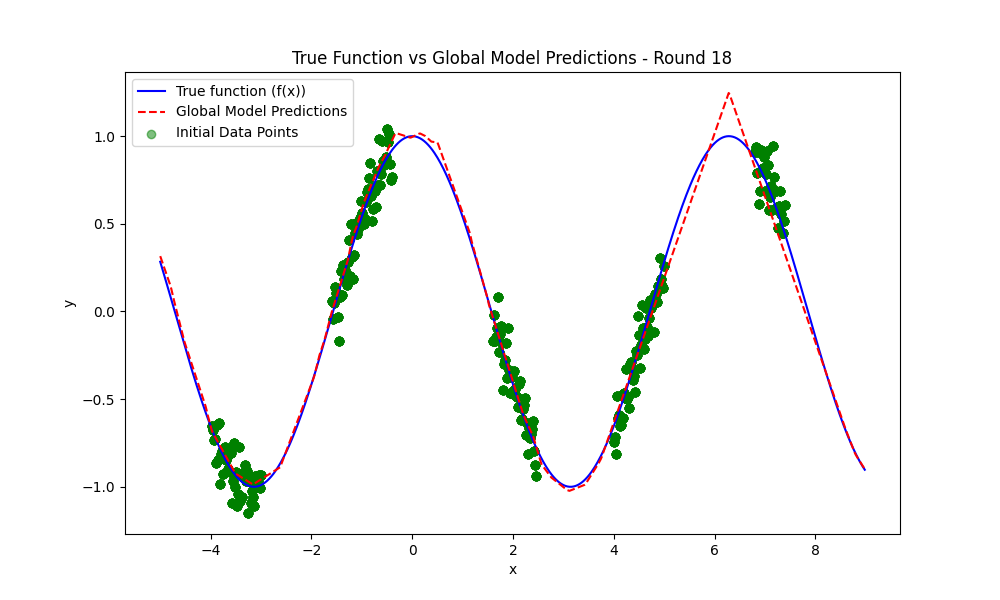 True Function vs Global Model Predictions - Round 18
True function (f(x))
Global Model Predictions
Initial Data Points
1.0
0.5
0.0
−0.5
−1.0
y
−4 −2 0 2 4 6 8
x